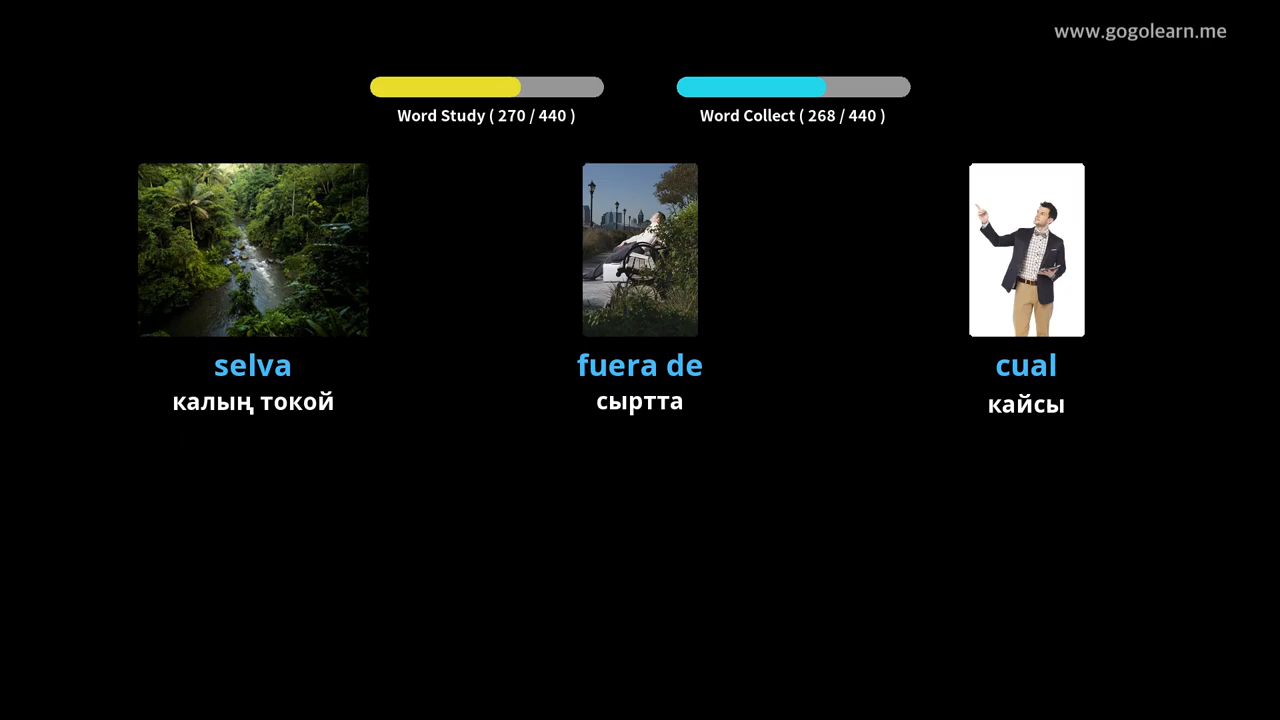 www.gogolearn.me
Word Study ( 270 / 440 )
Word Collect ( 268 / 440 )
selva
калың токой
fuera de
сыртта
cual
кайсы